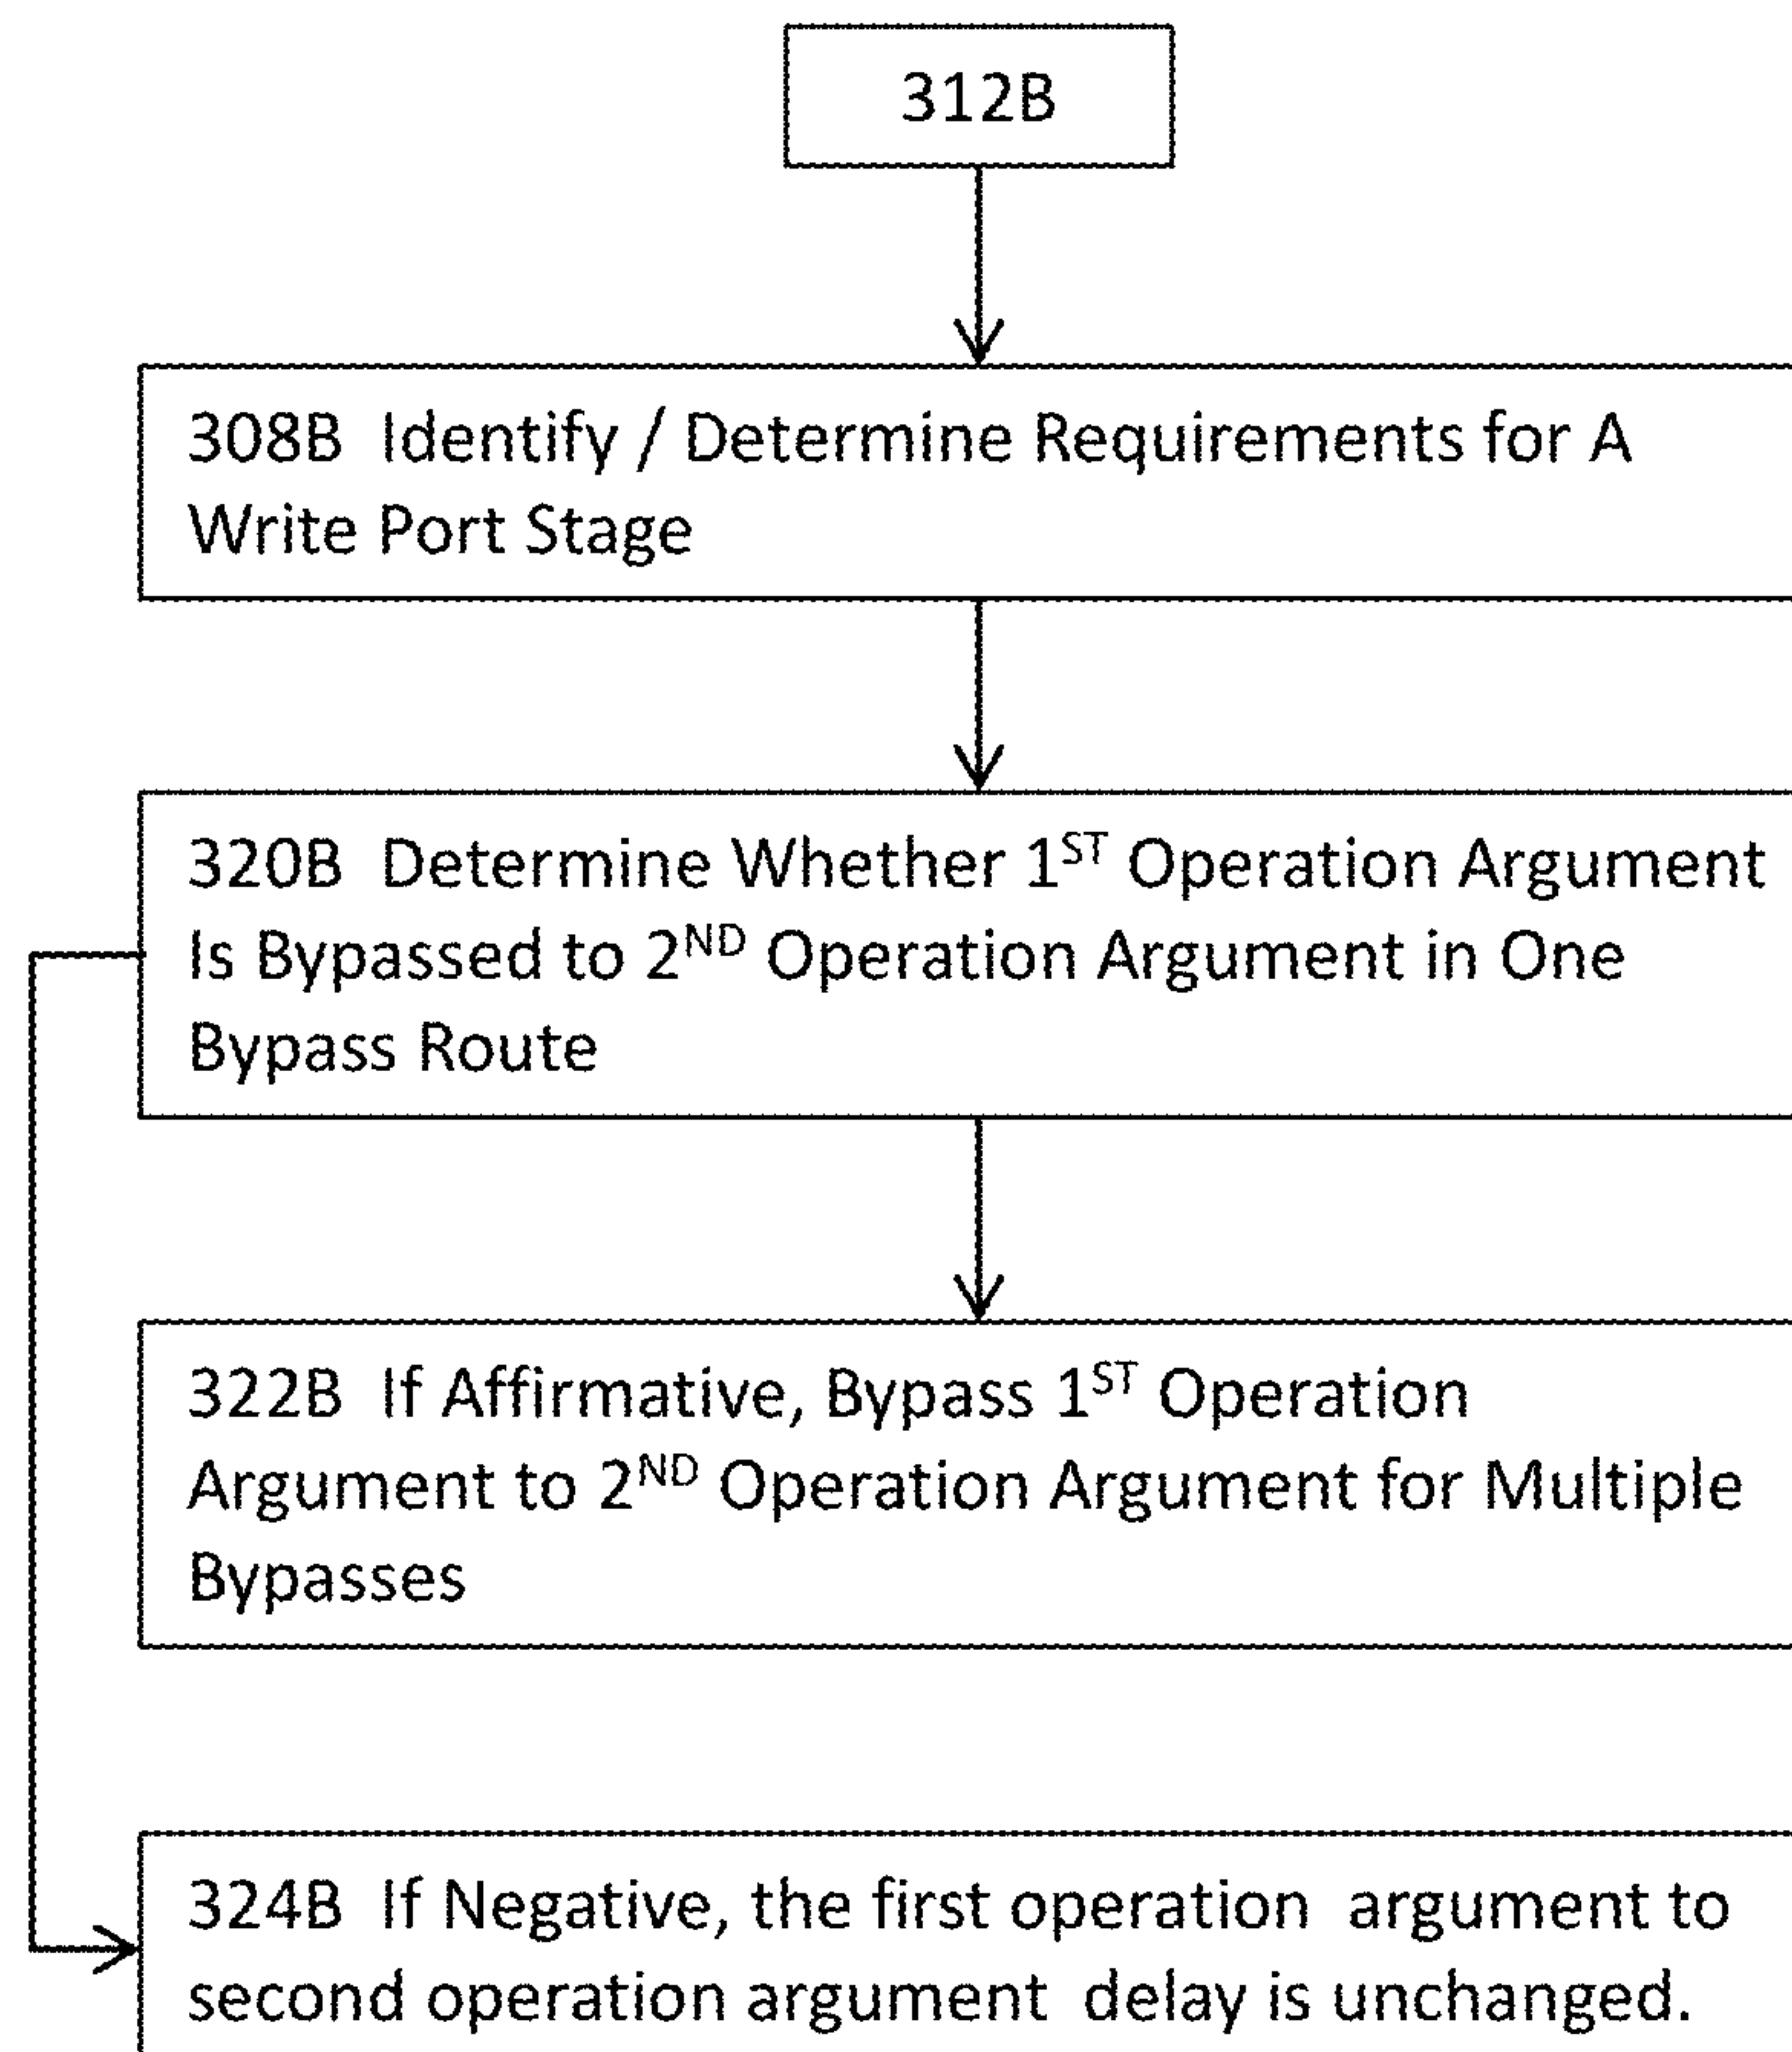 312B
308B Identify / Determine Requirements for A
Write Port Stage
320B Determine Whether 1ST Operation Argument
Is Bypassed to 2ND Operation Argument in One
Bypass Route
322B If Affirmative, Bypass 1ST Operation
Argument to 2ND Operation Argument for Multiple
Bypasses
324B If Negative, the first operation argument to
second operation argument delay is unchanged.